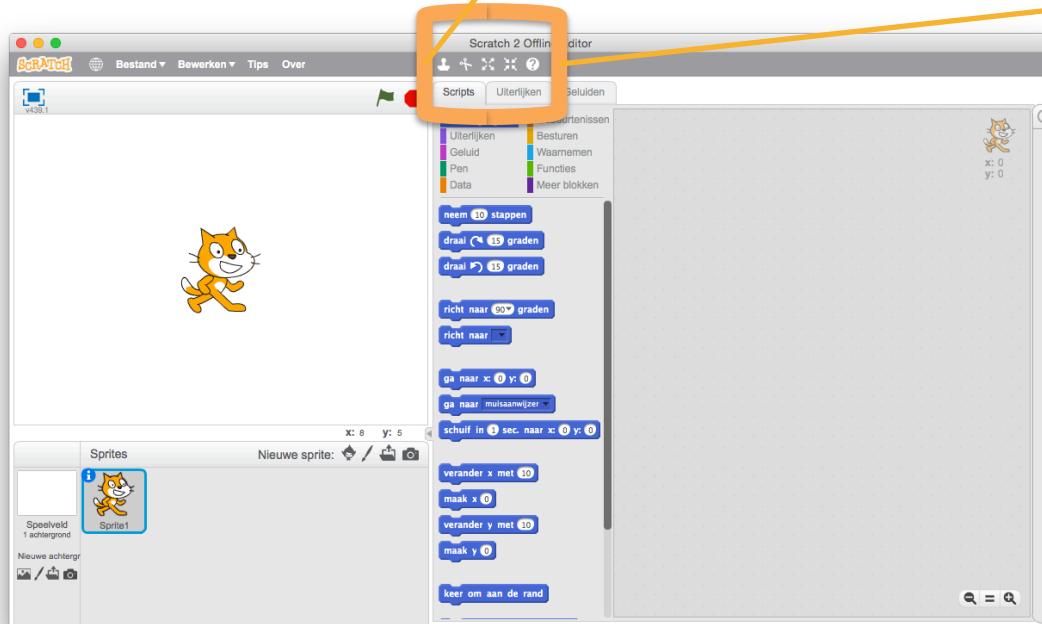 Scratch 2 Offline Editor
SCRATCH Bestand Bewerken Tips Over
v439.1
Scripts Uiterlijken Geluiden
Uiterlijken Besturen
Geluid Waarnemen
Pen Functies
Data Meer blokken
x: 0
y: 0
neem 10 stappen
draai 15 graden
draai 15 graden
richt naar 90 graden
richt naar
ga naar x: 0 y: 0
ga naar muisaanwijzer
schuif in 1 sec. naar x: 0 y: 0
verander x met 10
maak x 0
verander y met 10
maak y 0
keer om aan de rand
X: 8 y: 5
Sprites Nieuwe sprite:
Speelveld
1 achtergrond
Sprite1
Nieuwe achtergr